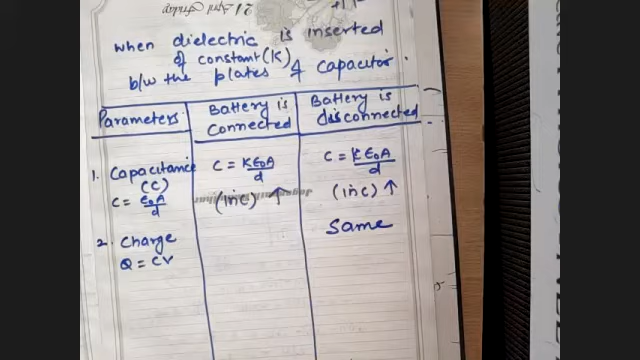 when dielectric is inserted
of constant (K)
b/w the plates of capacitor.
Parameters
Battery is
connected
Battery is
disconnected
1. Capacitance
(C)
C = ε₀A/d
C = Kε₀A/d
(inc) ↑
C = Kε₀A/d
(inc) ↑
2. Charge
Q = CV
Same